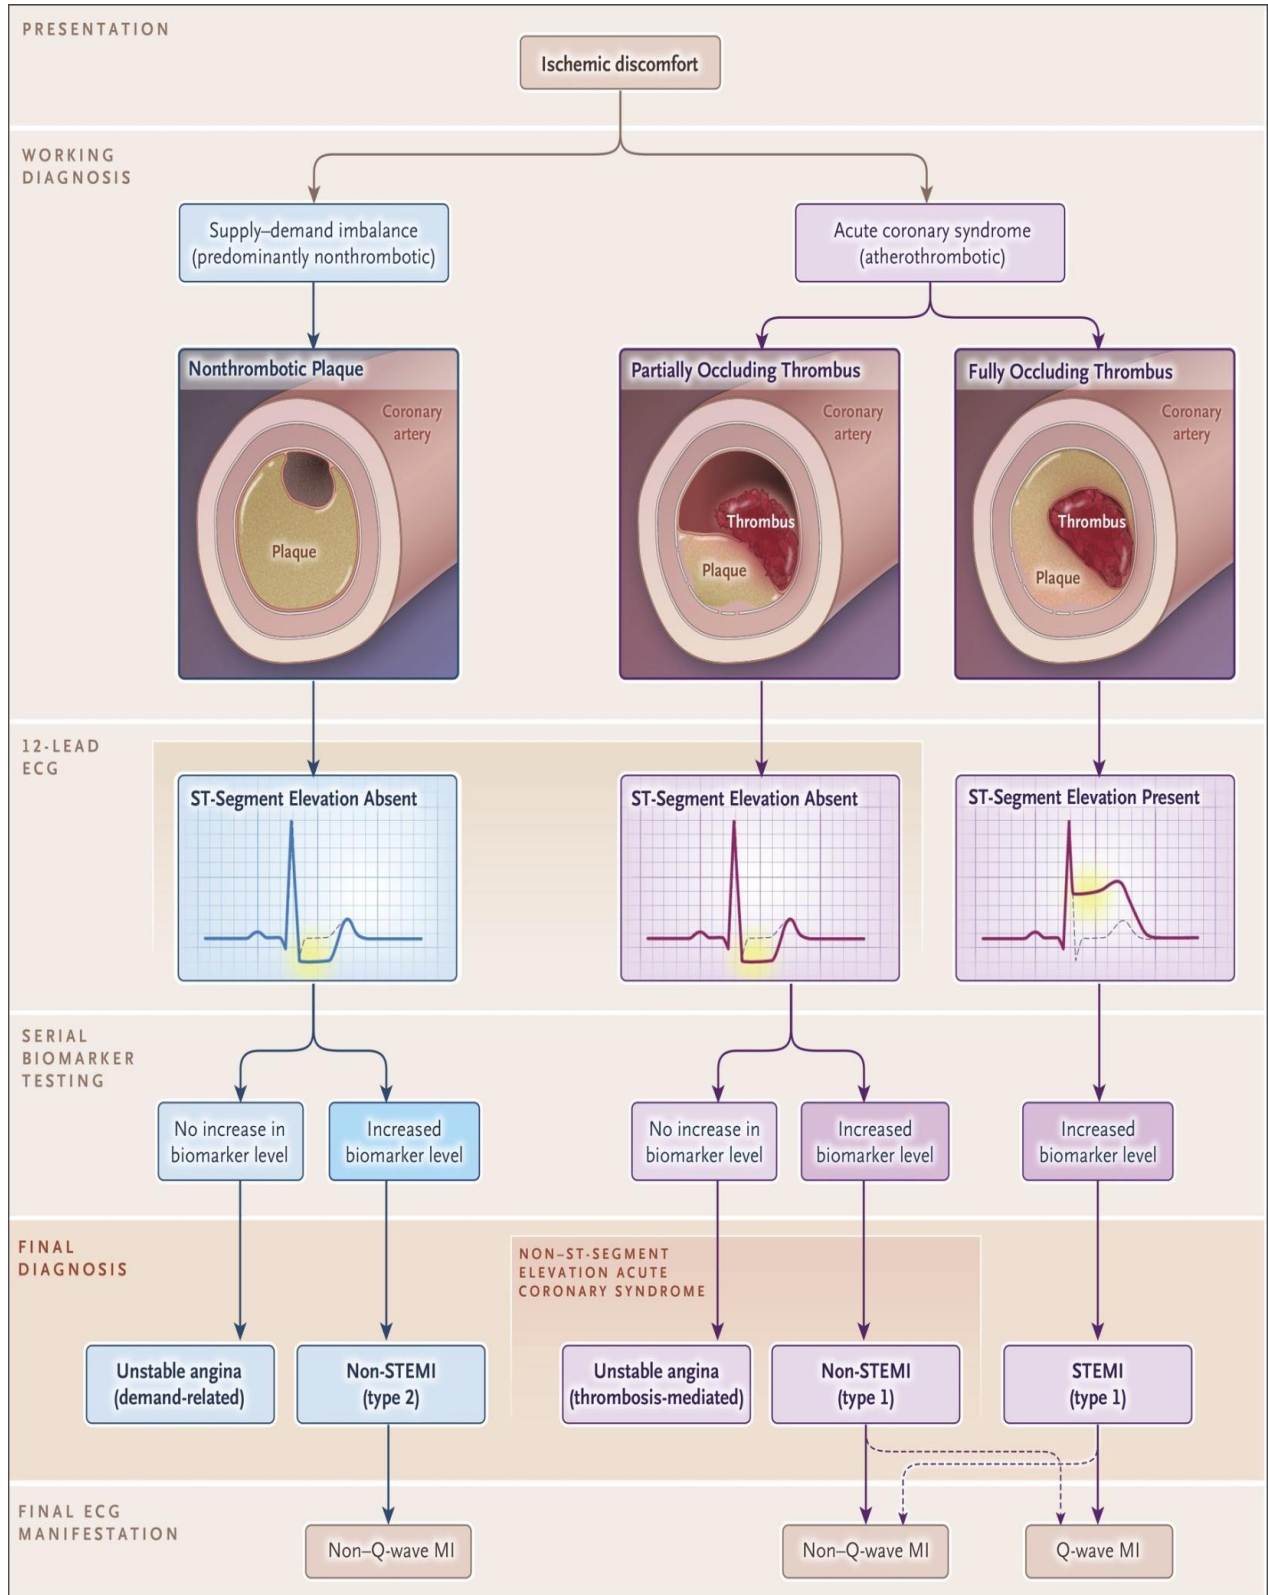 PRESENTATION
Ischemic discomfort
WORKING
DIAGNOSIS
Supply–demand imbalance
(predominantly nonthrombotic)
Acute coronary syndrome
(atherothrombotic)
Nonthrombotic Plaque
Coronary
artery
Plaque
Partially Occluding Thrombus
Coronary
artery
Thrombus
Plaque
Fully Occluding Thrombus
Coronary
artery
Thrombus
Plaque
12-LEAD
ECG
ST-Segment Elevation Absent
ST-Segment Elevation Absent
ST-Segment Elevation Present
SERIAL
BIOMARKER
TESTING
No increase in
biomarker level
Increased
biomarker level
No increase in
biomarker level
Increased
biomarker level
Increased
biomarker level
FINAL
DIAGNOSIS
NON–ST-SEGMENT
ELEVATION ACUTE
CORONARY SYNDROME
Unstable angina
(demand-related)
Non-STEMI
(type 2)
Unstable angina
(thrombosis-mediated)
Non-STEMI
(type 1)
STEMI
(type 1)
FINAL ECG
MANIFESTATION
Non–Q-wave MI
Non–Q-wave MI
Q-wave MI